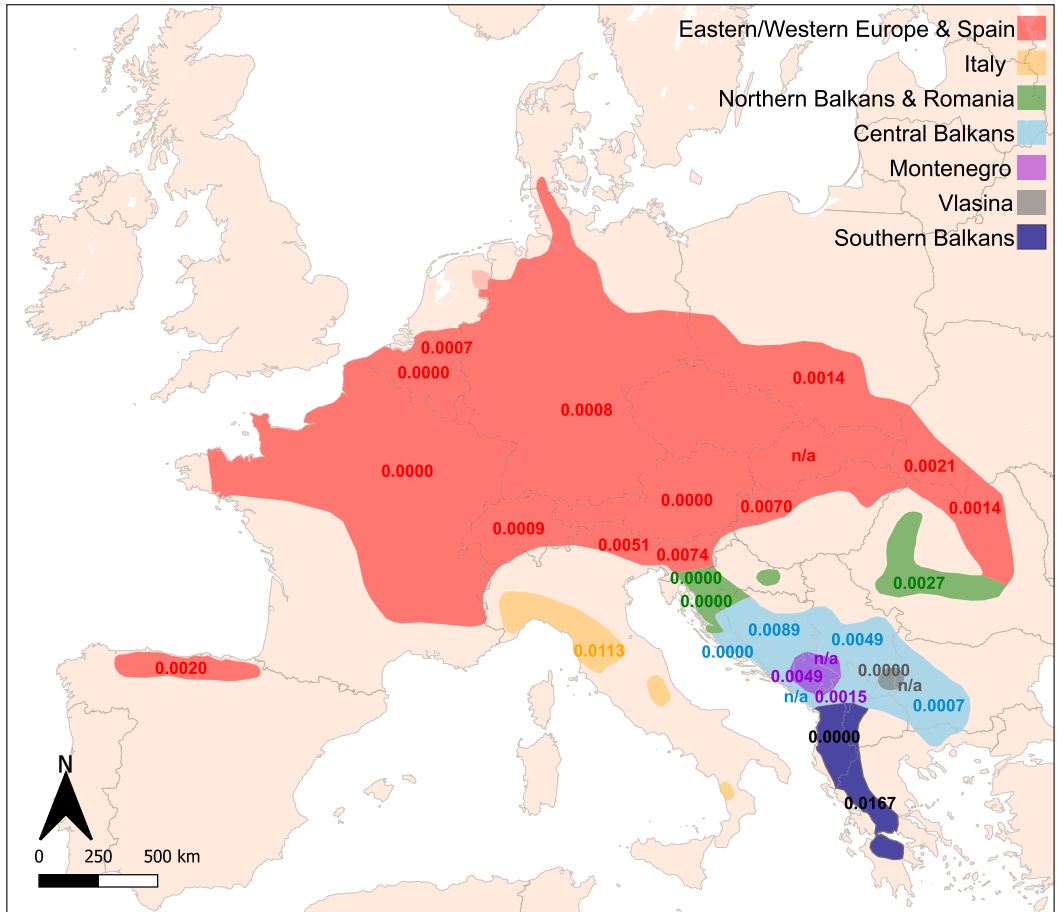 Eastern/Western Europe & Spain
Italy
Northern Balkans & Romania
Central Balkans
Montenegro
Vlasina
Southern Balkans
0.0007
0.0000
0.0014
0.0008
n/a
0.0021
0.0000
0.0000
0.0070
0.0014
0.0009
0.0051
0.0074
0.0000
0.0027
0.0000
0.0089
0.0049
0.0113
0.0000
n/a
0.0020
0.0049
0.0000
n/a
n/a
0.0015
0.0007
0.0000
0.0167
N
0 250 500 km